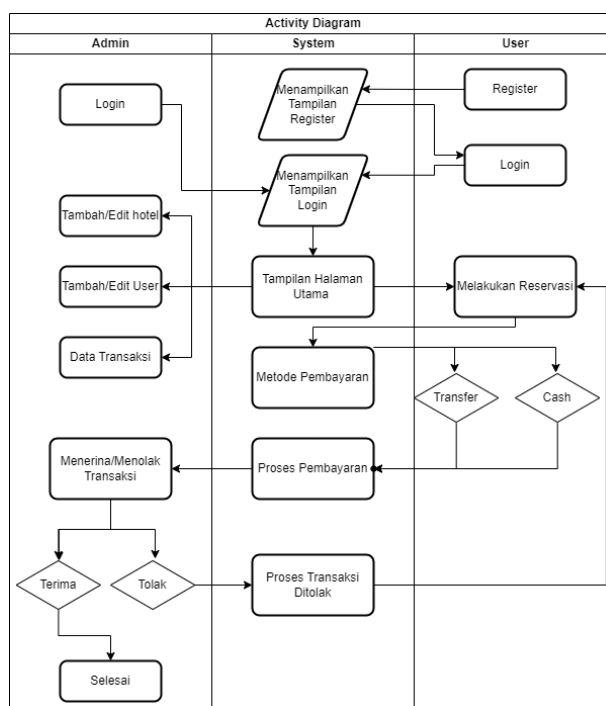 Activity Diagram
Admin
System
User
Login
Menampilkan
Tampilan
Register
Register
Login
Menampilkan
Tampilan
Login
Tambah/Edit hotel
Tambah/Edit User
Tampilan Halaman
Utama
Melakukan Reservasi
Data Transaksi
Metode Pembayaran
Transfer
Cash
Menerina/Menolak
Transaksi
Proses Pembayaran
Terima
Tolak
Proses Transaksi
Ditolak
Selesai